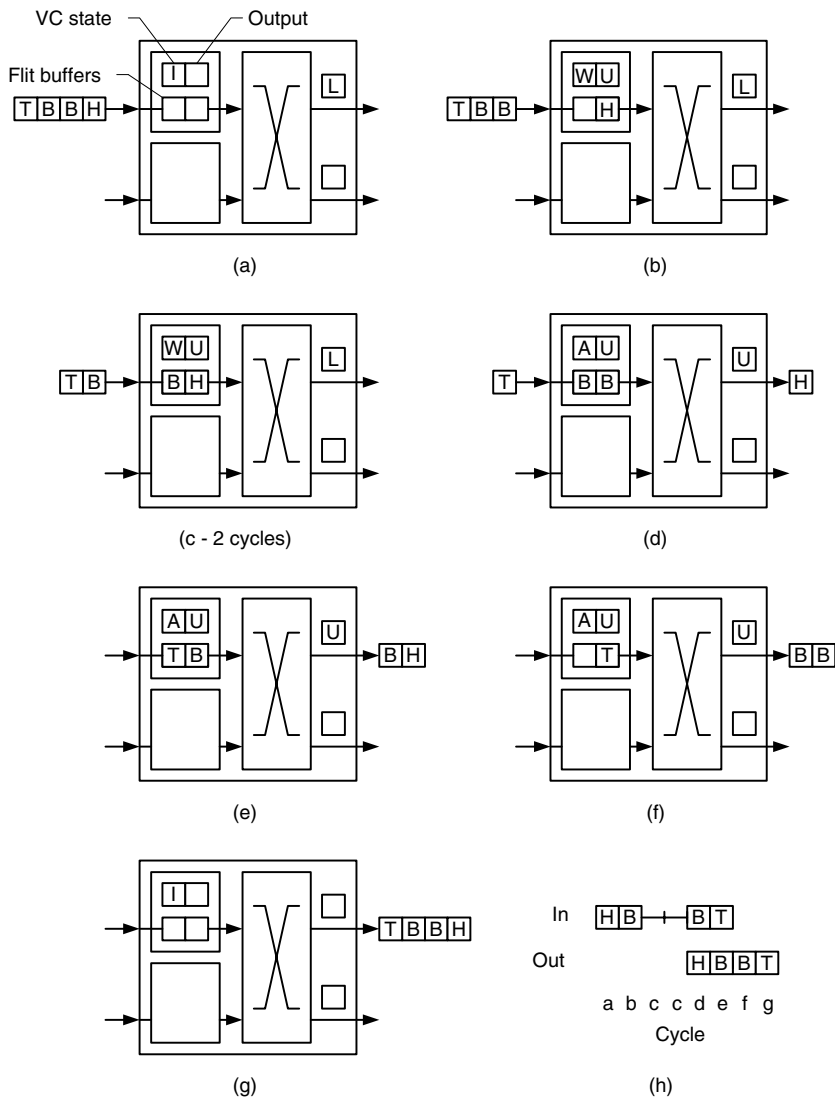 VC state
Output
Flit buffers
I
L
T B B H
(a)
W U
L
T B B
H
(b)
W U
L
T B
B H
(c - 2 cycles)
A U
U
T
B B
H
(d)
A U
U
T B
B H
(e)
A U
U
T
B B
(f)
I
T B B H
(g)
In
H B
B T
Out
H B B T
a b c c d e f g
Cycle
(h)